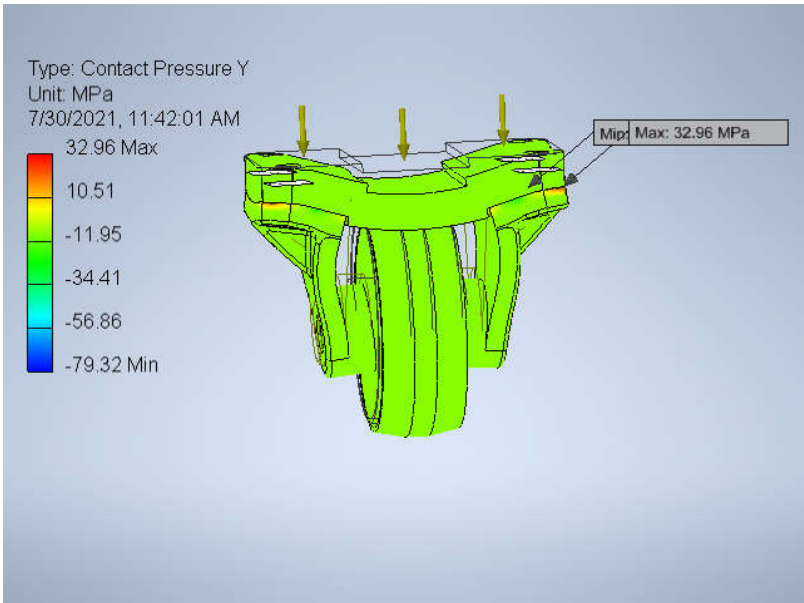 Type: Contact Pressure Y
Unit: MPa
7/30/2021, 11:42:01 AM
32.96 Max
10.51
-11.95
-34.41
-56.86
-79.32 Min
Max: 32.96 MPa